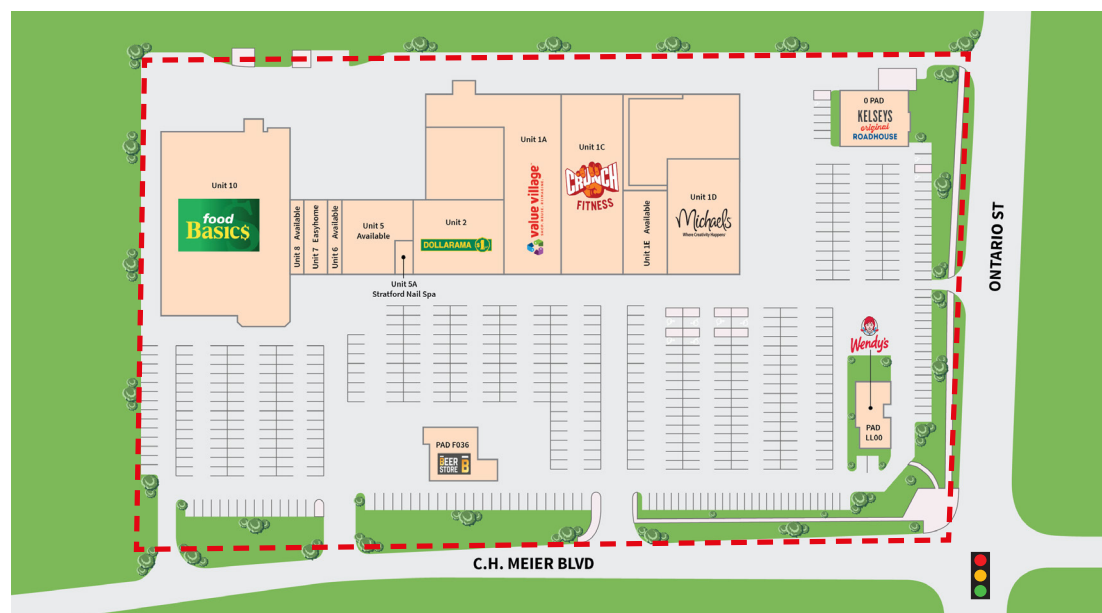 0 PAD
KELSEYS
original
ROADHOUSE
Unit 1A
Unit 1C
value village
CRUNCH
FITNESS
Unit 10
food
BASIC$
Unit 8 Available
Unit 7 Easyhome
Unit 6 Available
Unit 5
Available
Unit 2
DOLLARAMA
Unit 1E Available
Unit 1D
Michaels
Where Creativity Happens
Unit 5A
Stratford Nail Spa
ONTARIO ST
Wendy's
PAD
LL00
PAD F036
BEER
STORE
B
C.H. MEIER BLVD